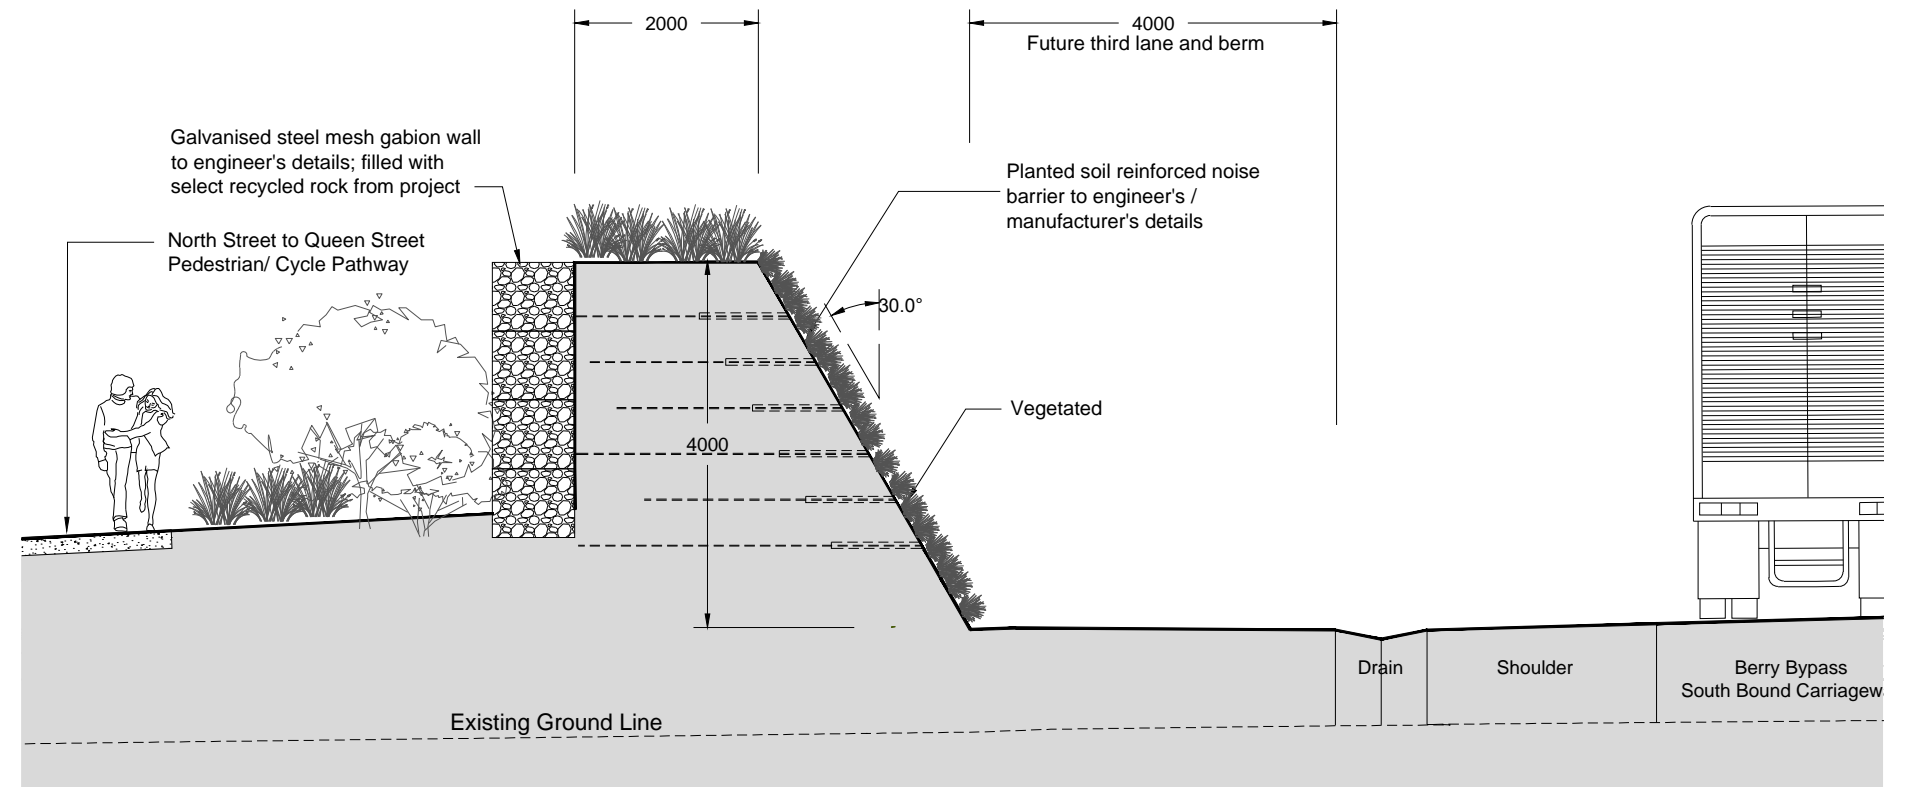 2000
4000
Future third lane and berm
Galvanised steel mesh gabion wall
to engineer's details; filled with
select recycled rock from project
Planted soil reinforced noise
barrier to engineer's /
manufacturer's details
North Street to Queen Street
Pedestrian/ Cycle Pathway
30.0°
Vegetated
4000
Drain
Shoulder
Berry Bypass
South Bound Carriagew
Existing Ground Line